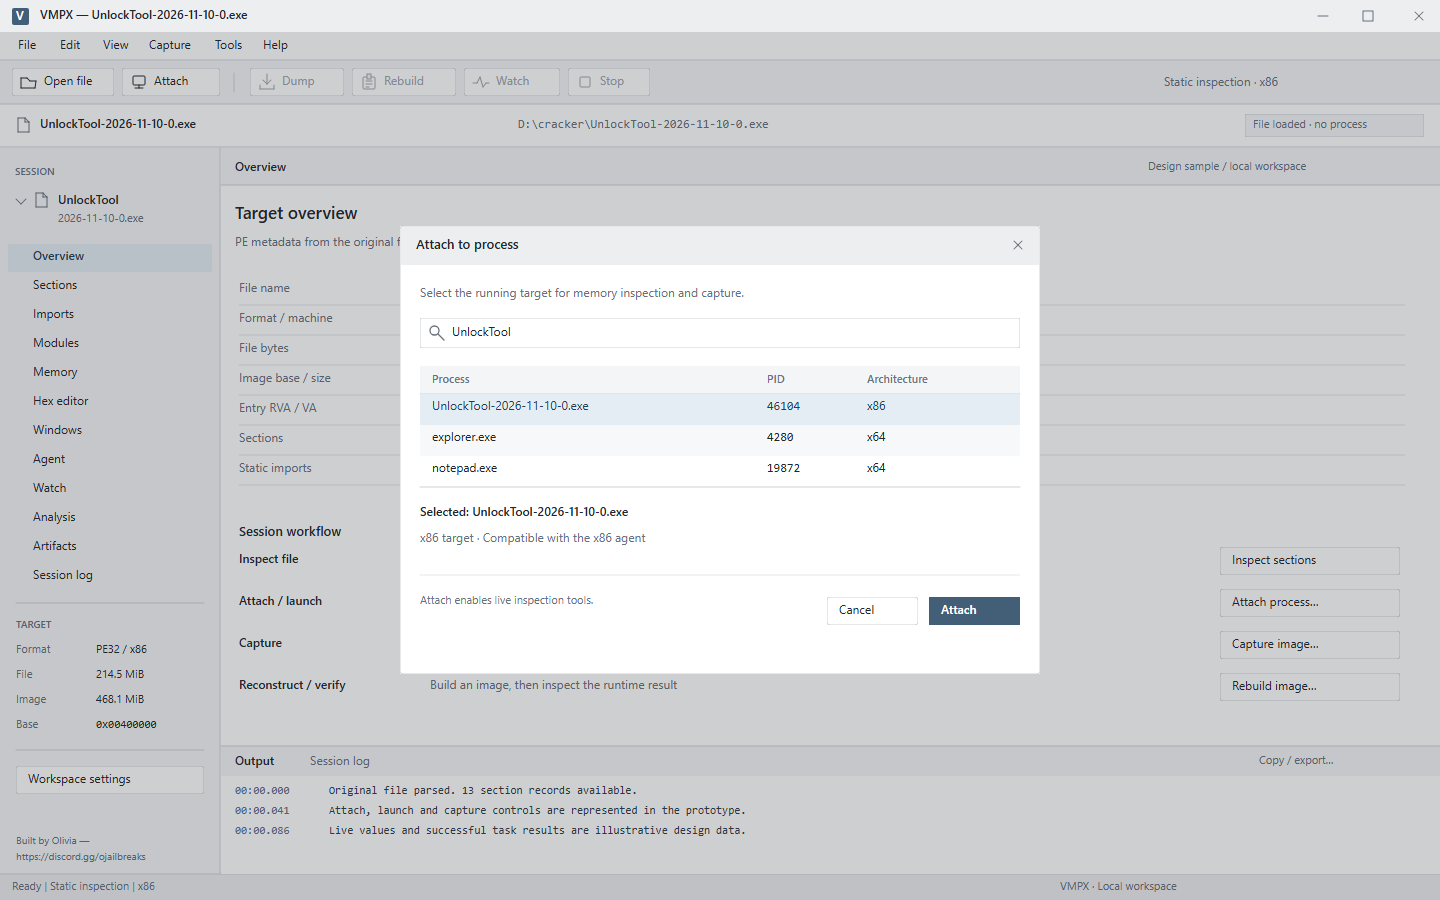 V VMPX — UnlockTool-2026-11-10-0.exe
File Edit View Capture Tools Help
Open file Attach Dump Rebuild Watch Stop Static inspection · x86
UnlockTool-2026-11-10-0.exe D:\cracker\UnlockTool-2026-11-10-0.exe File loaded · no process
SESSION
UnlockTool
2026-11-10-0.exe
Overview
Sections
Imports
Modules
Memory
Hex editor
Windows
Agent
Watch
Analysis
Artifacts
Session log
TARGET
Format PE32 / x86
File 214.5 MiB
Image 468.1 MiB
Base 0x00400000
Workspace settings
Built by Olivia —
https://discord.gg/ojailbreaks
Overview Design sample / local workspace
Target overview
PE metadata from the original f
File name
Format / machine
File bytes
Image base / size
Entry RVA / VA
Sections
Static imports
Session workflow
Inspect file Inspect sections
Attach / launch Attach process...
Capture Capture image...
Reconstruct / verify Build an image, then inspect the runtime result Rebuild image...
Attach to process
Select the running target for memory inspection and capture.
UnlockTool
Process PID Architecture
UnlockTool-2026-11-10-0.exe 46104 x86
explorer.exe 4280 x64
notepad.exe 19872 x64
Selected: UnlockTool-2026-11-10-0.exe
x86 target · Compatible with the x86 agent
Attach enables live inspection tools.
Cancel Attach
Output Session log Copy / export...
00:00.000 Original file parsed. 13 section records available.
00:00.041 Attach, launch and capture controls are represented in the prototype.
00:00.086 Live values and successful task results are illustrative design data.
Ready | Static inspection | x86 VMPX · Local workspace